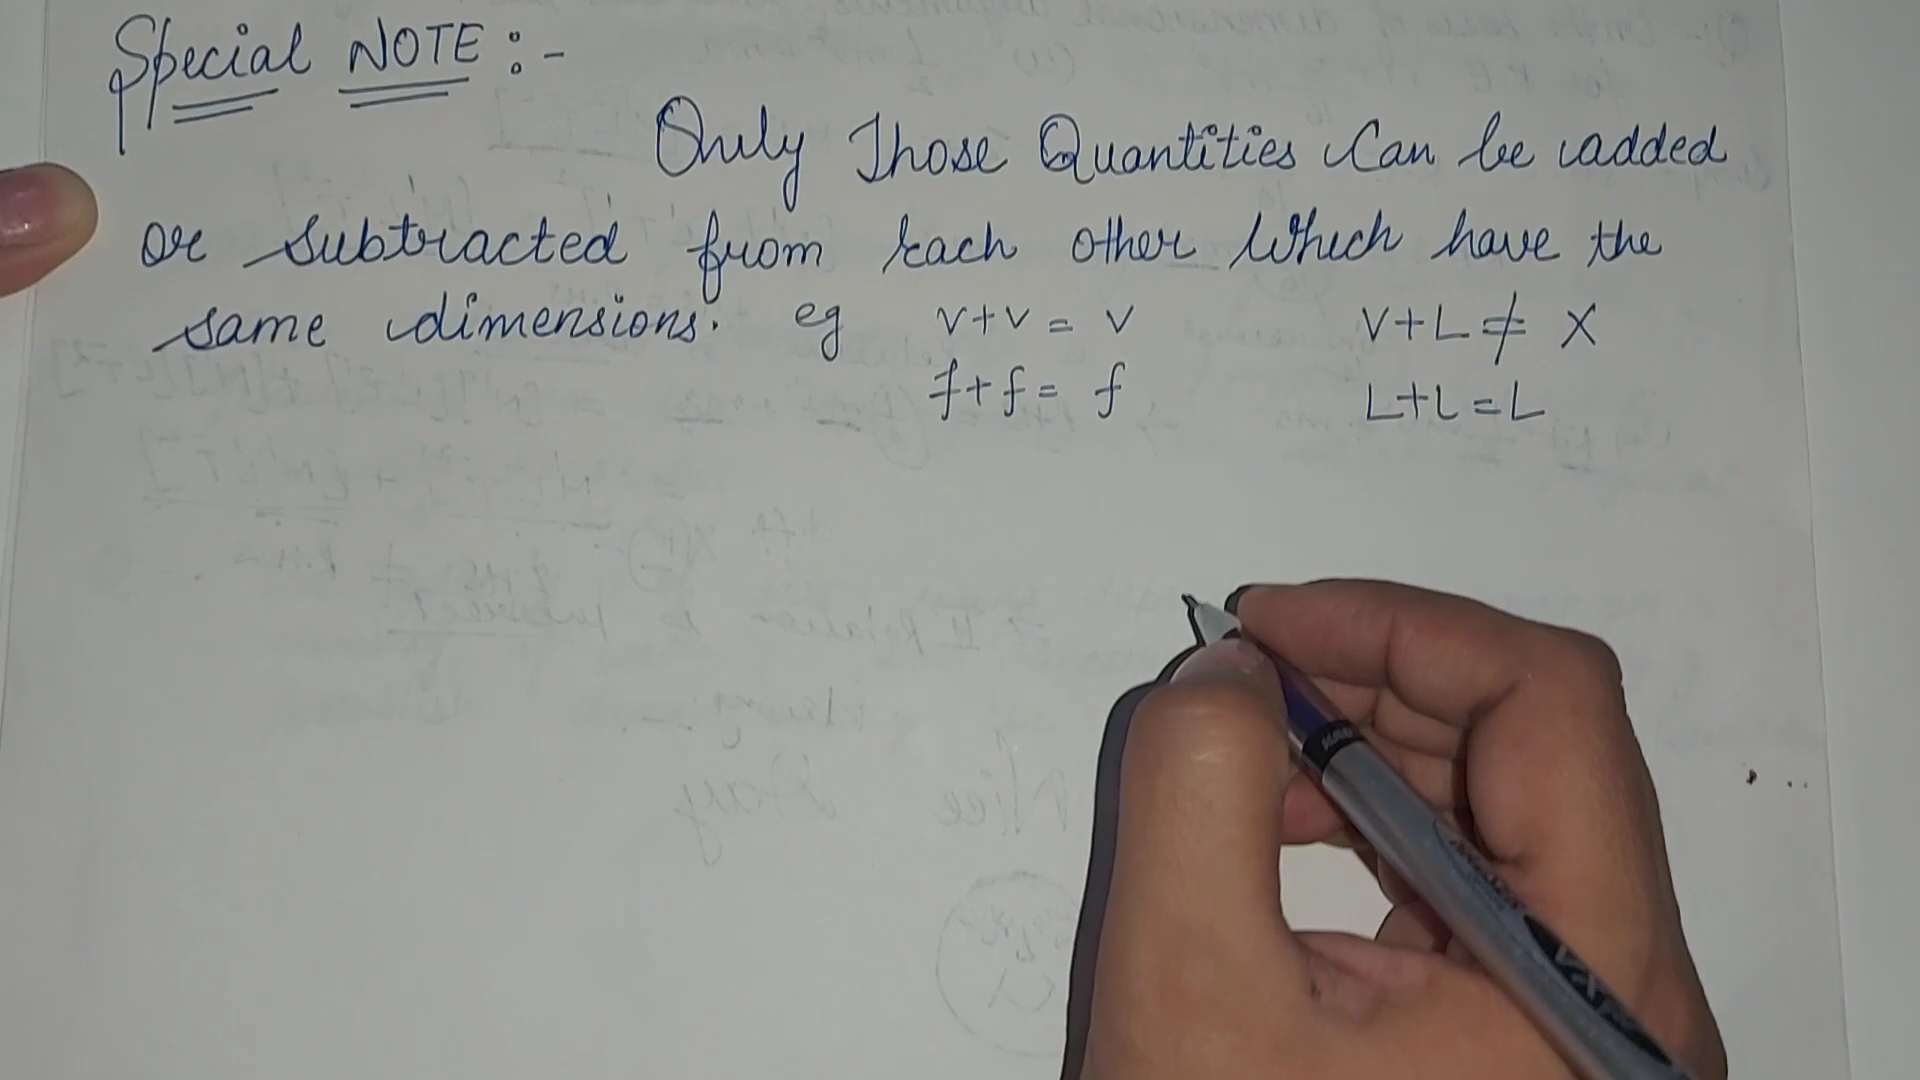 Special NOTE :-
Only Those Quantities Can be added
or subtracted from each other Which have the
same dimensions. eg V+V = V V+L ≠ X
f+f = f L+L = L